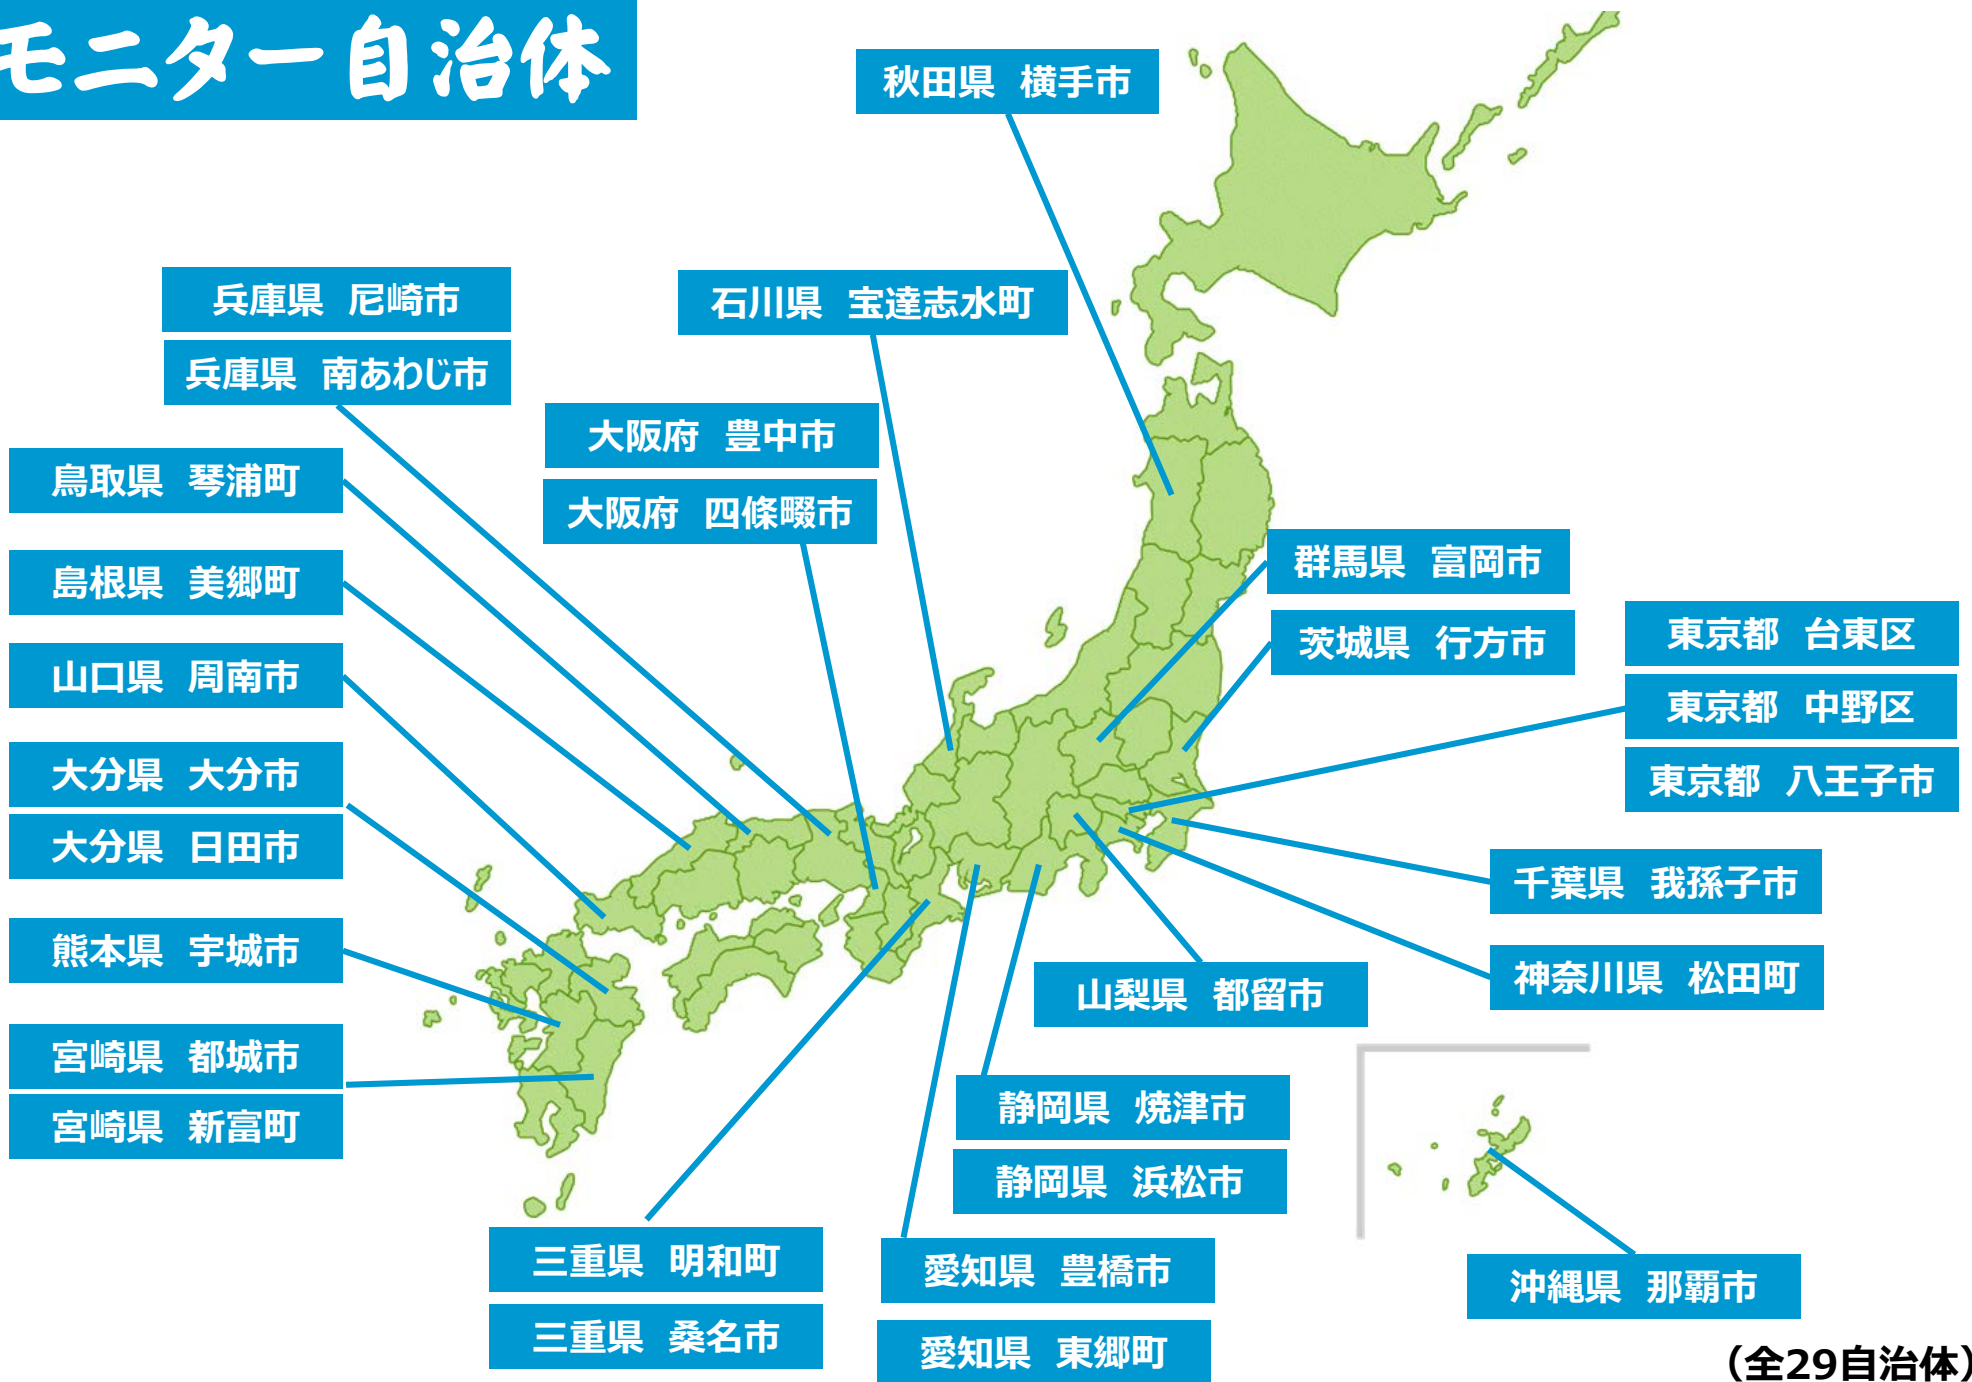 モニター自治体
秋田県 横手市
兵庫県 尼崎市
兵庫県 南あわじ市
石川県 宝達志水町
大阪府 豊中市
大阪府 四條畷市
鳥取県 琴浦町
島根県 美郷町
山口県 周南市
大分県 大分市
大分県 日田市
熊本県 宇城市
宮崎県 都城市
宮崎県 新富町
群馬県 富岡市
茨城県 行方市
東京都 台東区
東京都 中野区
東京都 八王子市
千葉県 我孫子市
神奈川県 松田町
山梨県 都留市
静岡県 焼津市
静岡県 浜松市
三重県 明和町
三重県 桑名市
愛知県 豊橋市
愛知県 東郷町
沖縄県 那覇市
（全29自治体）